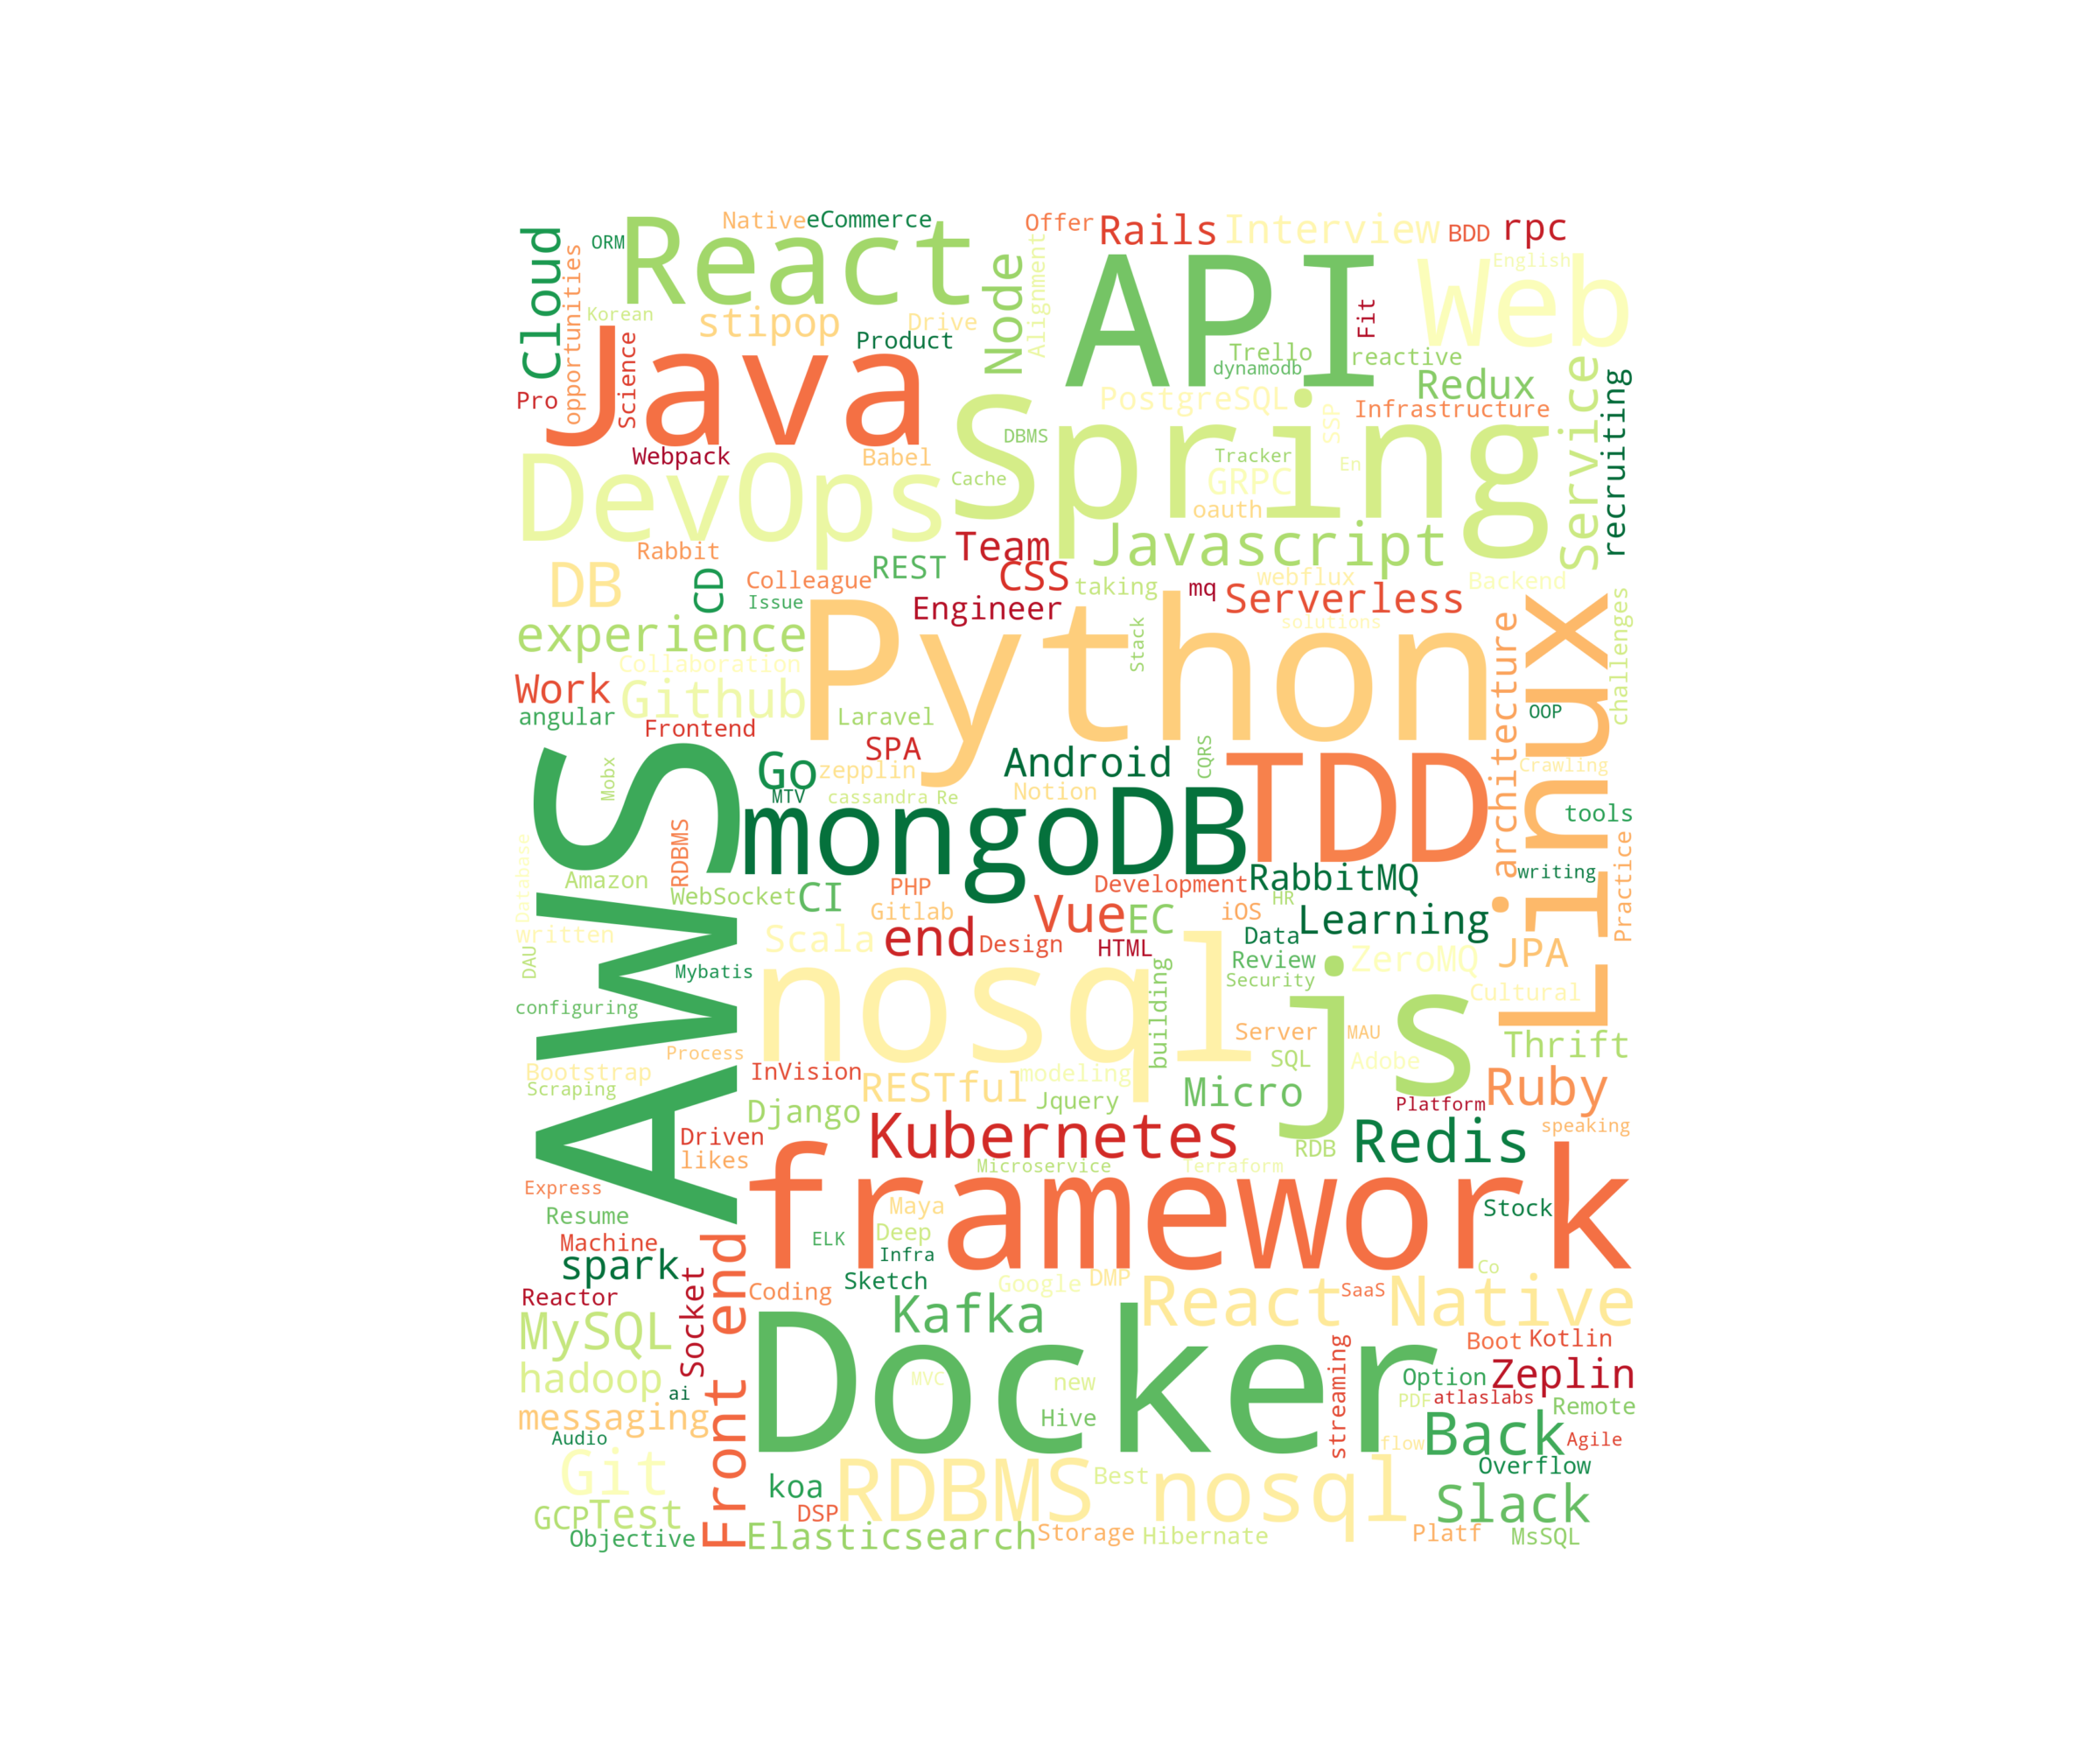 Native
eCommerce
Offer
Rails
Interview
BDD
rpc
Cloud
ORM
React
opportunities
Node
Alignment
API
Web
English
Korean
stipop
Drive
Product
Fit
Trello
reactive
dynamodb
Java
Science
Pro
PostgreSQL
Redux
Infrastructure
Service
recruiting
Spring
SSP
DBMS
Webpack
Babel
Tracker
En
DevOps
Cache
GRPC
oauth
Rabbit
Team
Javascript
DB
CD
Colleague
REST
CSS
taking
mq
webflux
Backend
Issue
Engineer
Serverless
solutions
experience
Python
Stack
architecture
Linux
challenges
Collaboration
Work
Github
angular
Frontend
Laravel
OOP
SPA
Android
CQRS
TDD
AWS
Mobx
Go
zepplin
Crawling
MTV
cassandra
Re
Notion
mongoDB
tools
RDBMS
Database
Amazon
writing
Practice
WebSocket
CI
PHP
Development
RabbitMQ
HR
Gitlab
Vue
EC
iOS
Learning
written
Scala
end
Design
HTML
Data
DAU
Mybatis
nosql
building
Review
ZeroMQ
JPA
Security
js
Cultural
configuring
Server
MAU
Thrift
Process
SQL
Adobe
Bootstrap
InVision
RESTful
modeling
Micro
Ruby
Scraping
Django
Jquery
Platform
Driven
Kubernetes
RDB
Redis
speaking
likes
Microservice
Terraform
Express
framework
Resume
Maya
Stock
Machine
ELK
Deep
Infra
spark
Front end
Socket
Sketch
Google
DMP
Co
Reactor
Coding
React
SaaS
Native
MySQL
Kafka
Docker
streaming
Boot
Kotlin
hadoop
ai
MVC
new
Option
Zeplin
PDF
atlaslabs
Remote
messaging
Hive
Audio
flow
Back
Agile
Git
RDBMS
Best
nosql
Overflow
koa
GCP
Test
DSP
Slack
Objective
Elasticsearch
Storage
Hibernate
Platf
MsSQL